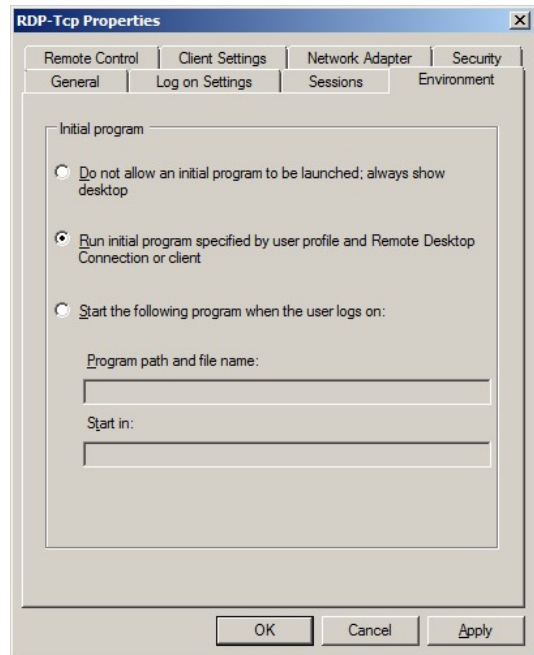 RDP-Tcp Properties
Remote Control Client Settings Network Adapter Security
General Log on Settings Sessions Environment
Initial program
Do not allow an initial program to be launched; always show
desktop
Run initial program specified by user profile and Remote Desktop
Connection or client
Start the following program when the user logs on:
Program path and file name:
Start in:
OK Cancel Apply